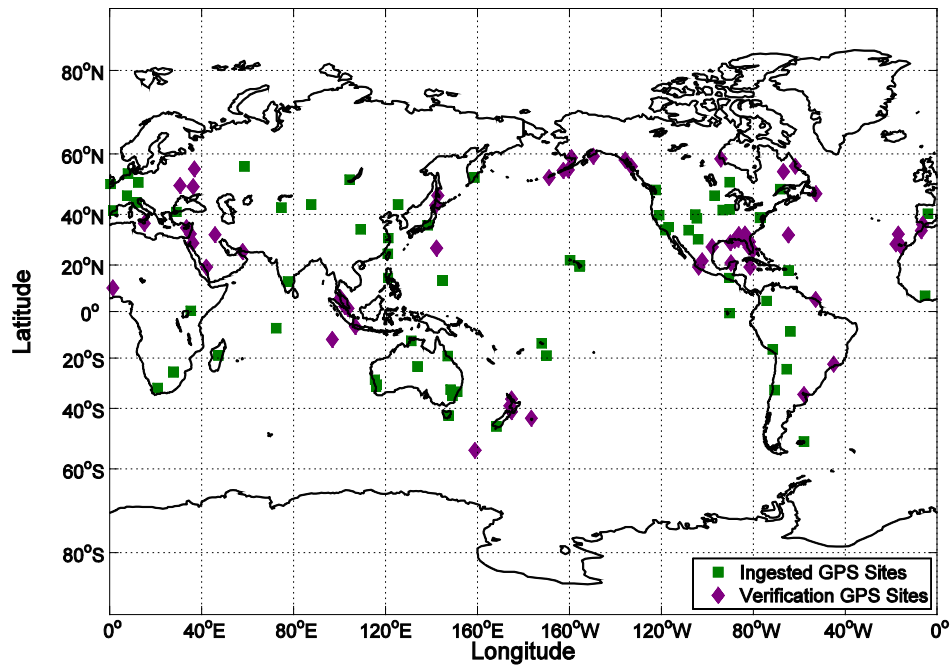 Latitude
80°N
60°N
40°N
20°N
0°
20°S
40°S
60°S
80°S
Ingested GPS Sites
Verification GPS Sites
0° 40°E 80°E 120°E 160°E 160°W 120°W 80°W 40°W 0°
Longitude